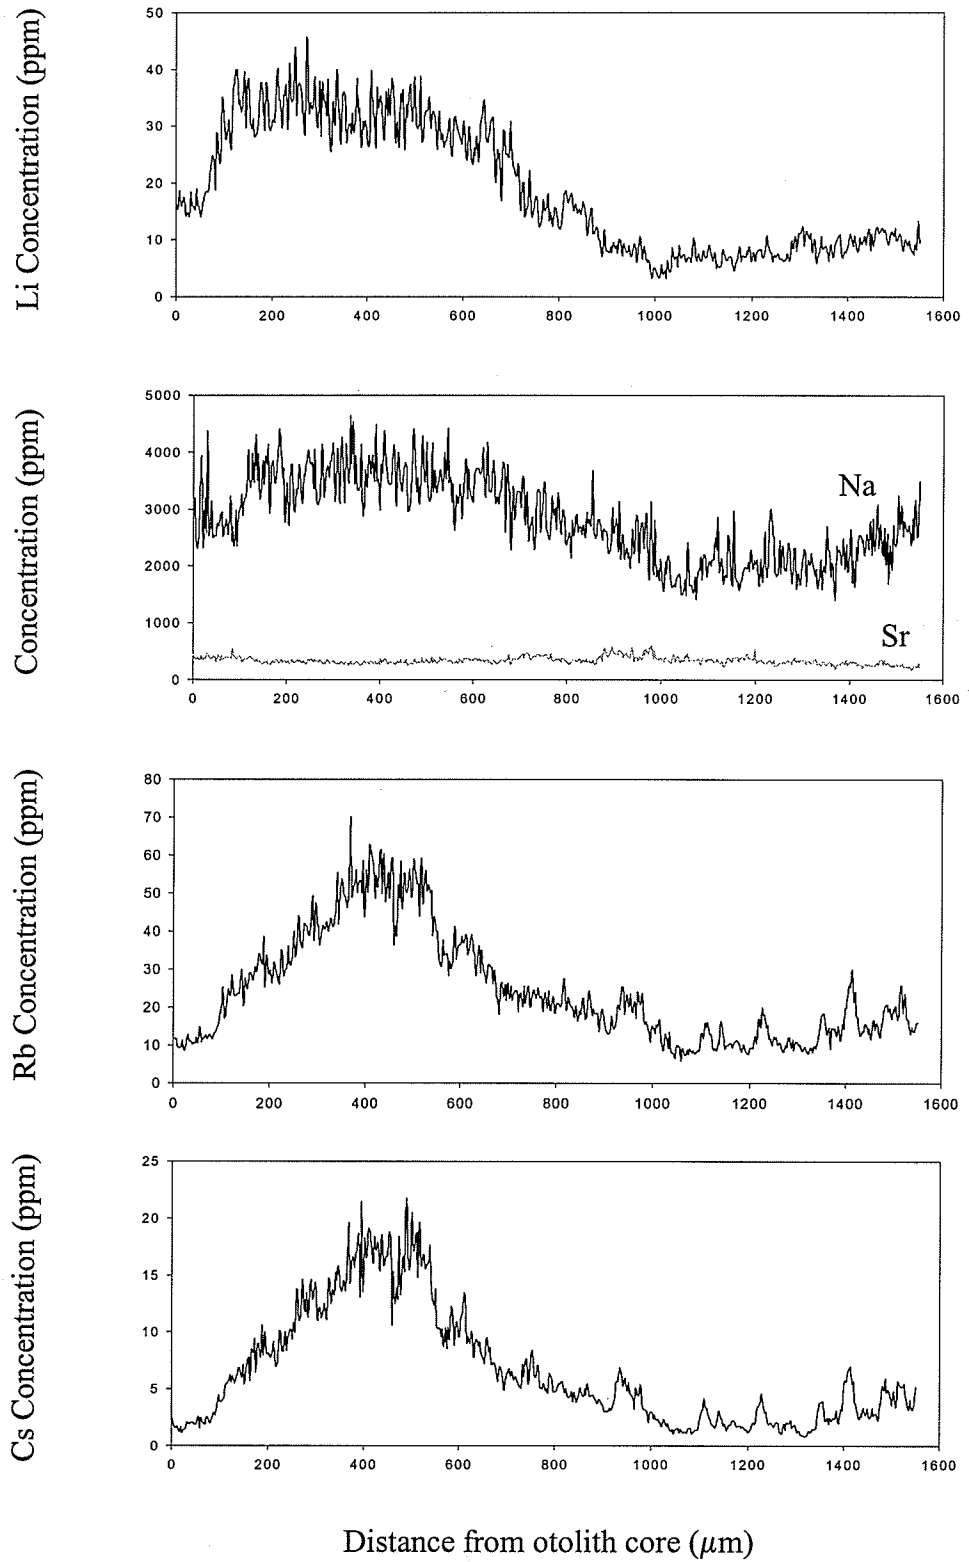 Li Concentration (ppm)
50
40
30
20
10
0
0 200 400 600 800 1000 1200 1400 1600
Concentration (ppm)
5000
4000
3000
2000
1000
0
Na
Sr
0 200 400 600 800 1000 1200 1400 1600
Rb Concentration (ppm)
80
70
60
50
40
30
20
10
0
0 200 400 600 800 1000 1200 1400 1600
Cs Concentration (ppm)
25
20
15
10
5
0
0 200 400 600 800 1000 1200 1400 1600
Distance from otolith core (μm)